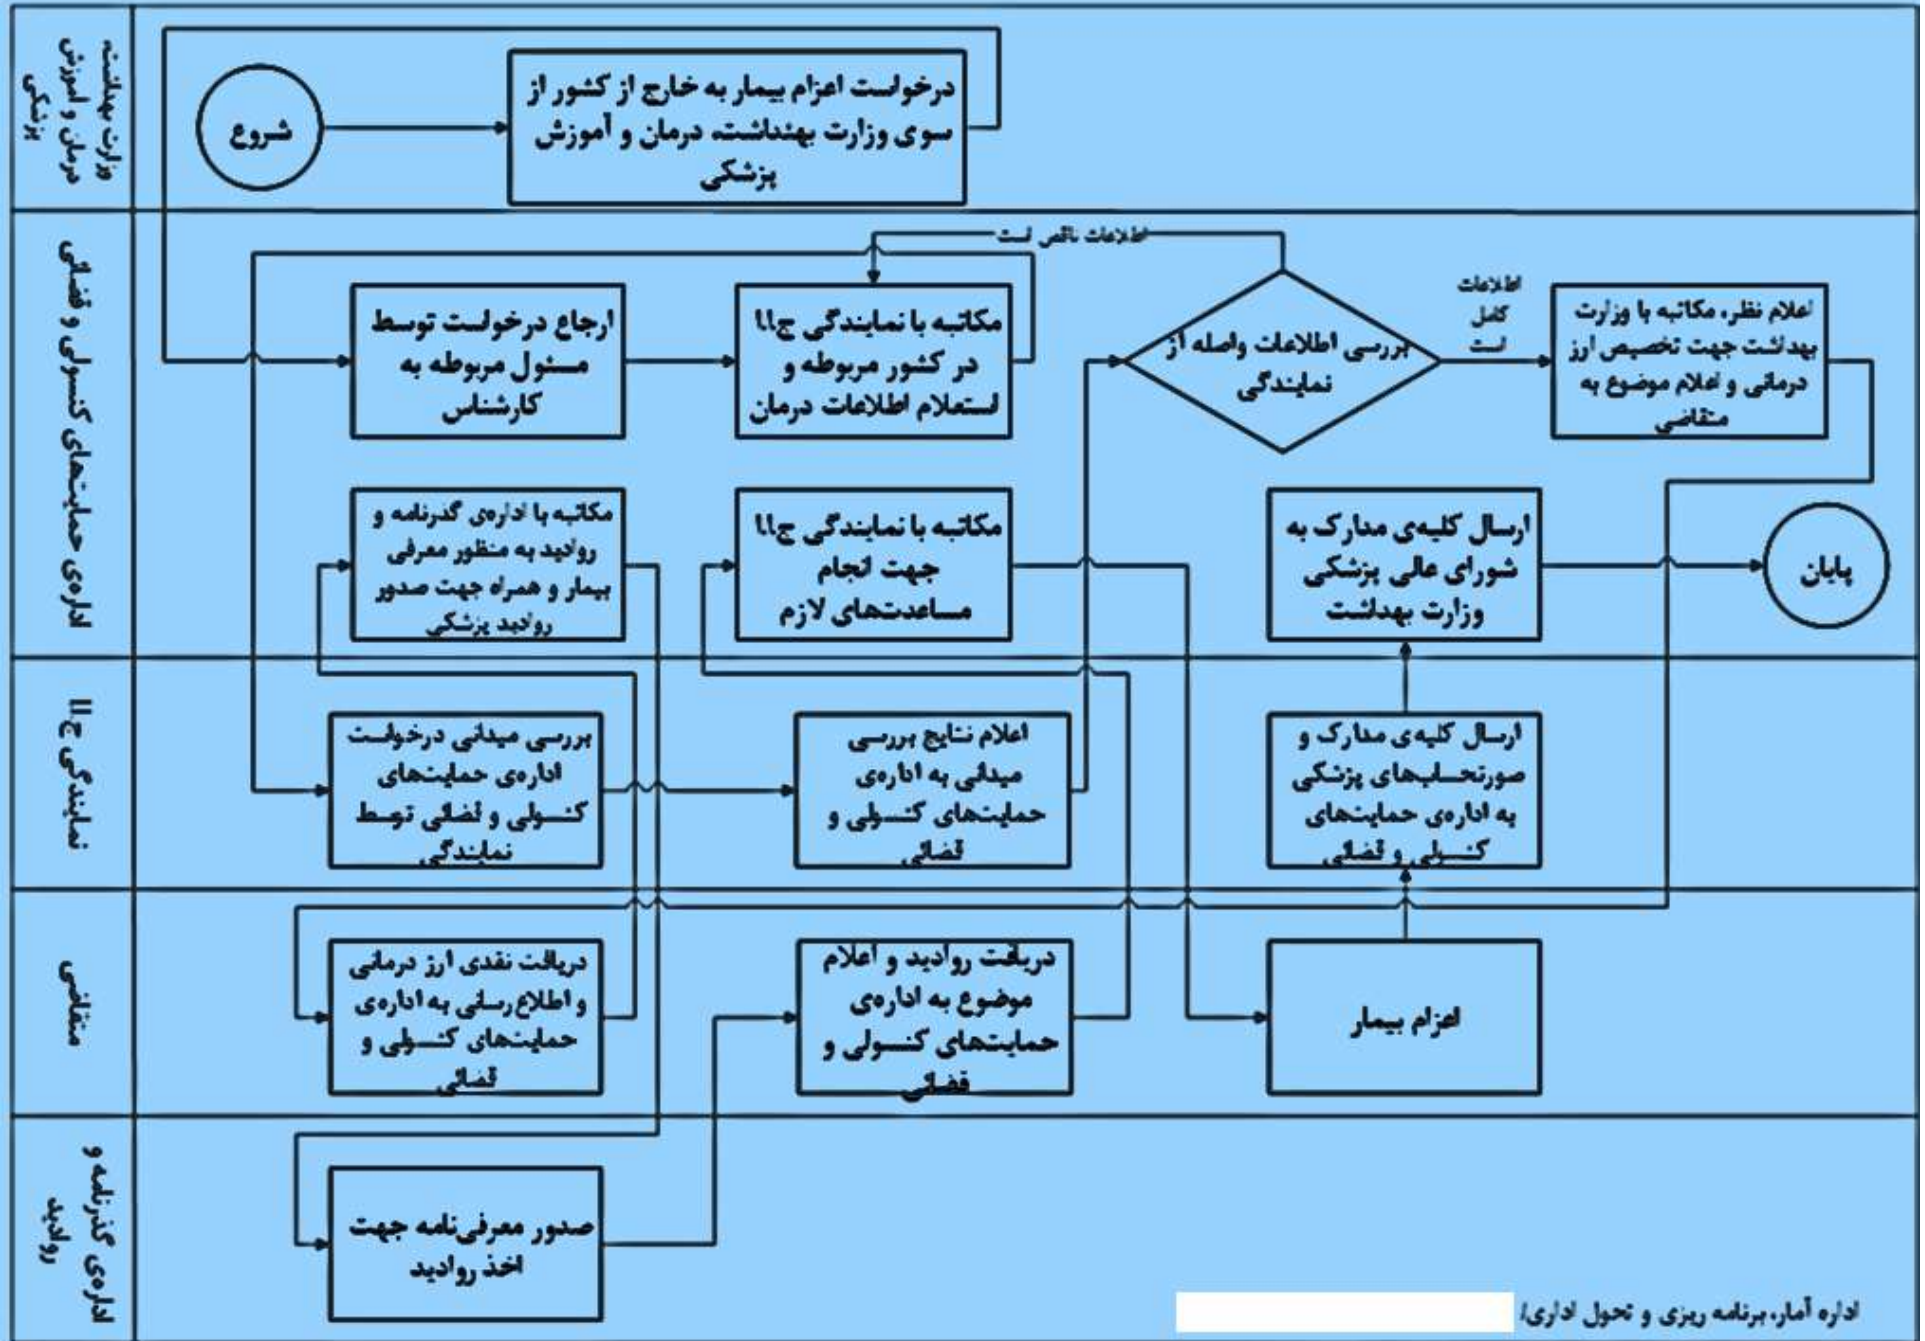 وزارت بهداشت،
درمان و آموزش
پزشکی
شروع
درخواست اعزام بیمار به خارج از کشور از
سوی وزارت بهنداشت، درمان و آموزش
پزشکی
اداره‌ی حمایت‌های کنسولی و قضائی
ارجاع درخواست توسط
مسئول مربوطه به
کارشناس
مکاتبه با نمایندگی ج.ا.ا
در کشور مربوطه و
استعلام اطلاعات درمان
اطلاعات ناقص است
بررسی اطلاعات واصله از
نمایندگی
اطلاعات
کامل
است
اعلام نظر، مکاتبه با وزارت
بهداشت جهت تخصیص ارز
درمانی و اعلام موضوع به
متقاضی
مکاتبه با اداره‌ی گذرنامه و
روادید به منظور معرفی
بیمار و همراه جهت صدور
روادید پزشکی
مکاتبه با نمایندگی ج.ا.ا
جهت انجام
مساعدت‌های لازم
ارسال کلیه‌ی مدارک به
شورای عالی پزشکی
وزارت بهداشت
پایان
نمایندگی ج.ا.ا
بررسی میدانی درخواست
اداره‌ی حمایت‌های
کنسولی و قضائی توسط
نمایندگی
اعلام نتایج بررسی
میدانی به اداره‌ی
حمایت‌های کنسولی و
قضائی
ارسال کلیه‌ی مدارک و
صورتحساب‌های پزشکی
به اداره‌ی حمایت‌های
کنسولی و قضائی
متقاضی
دریافت نقدی ارز درمانی
و اطلاع‌رسانی به اداره‌ی
حمایت‌های کنسولی و
قضائی
دریافت روادید و اعلام
موضوع به اداره‌ی
حمایت‌های کنسولی و
قضائی
اعزام بیمار
اداره‌ی گذرنامه و
روادید
صدور معرفی‌نامه جهت
اخذ روادید
اداره آمار، برنامه ریزی و تحول اداری/